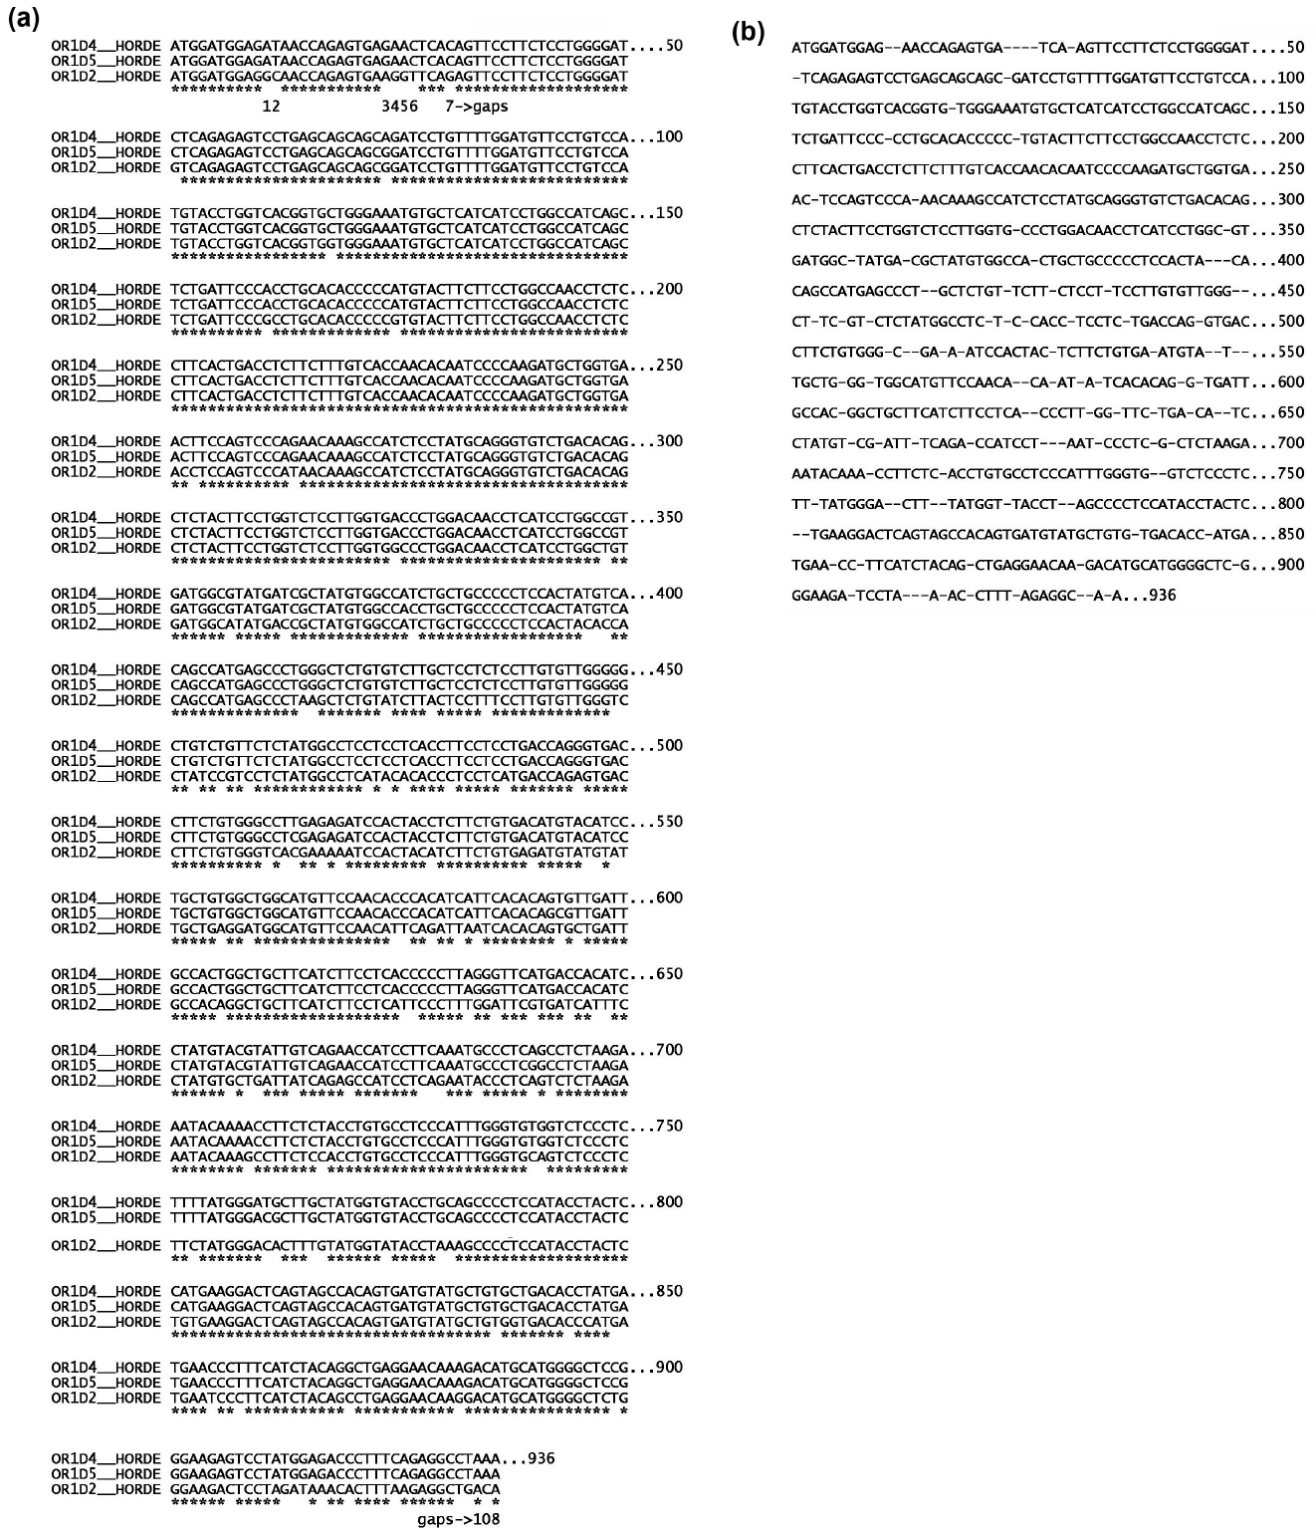 (a)
OR1D4__HORDE ATGGATGGAGATAACCAGAGTGAGAACTCACAGTTCCTTCTCCTGGGGAT....50
OR1D5__HORDE ATGGATGGAGATAACCAGAGTGAGAACTCACAGTTCCTTCTCCTGGGGAT
OR1D2__HORDE ATGGATGGAGGCAACCAGAGTGAAGGTTCAGAGTTCCTTCTCCTGGGGAT
********** *********** *** *****************
12 3456 7->gaps
OR1D4__HORDE CTCAGAGAGTCCTGAGCAGCAGCAGATCCTGTTTTGGATGTTCCTGTCCA...100
OR1D5__HORDE CTCAGAGAGTCCTGAGCAGCAGCGGATCCTGTTTTGGATGTTCCTGTCCA
OR1D2__HORDE GTCAGAGAGTCCTGAGCAGCAGCGGATCCTGTTTTGGATGTTCCTGTCCA
********************** **************************
OR1D4__HORDE TGTACCTGGTCACGGTGCTGGGAAATGTGCTCATCATCCTGGCCATCAGC...150
OR1D5__HORDE TGTACCTGGTCACGGTGCTGGGAAATGTGCTCATCATCCTGGCCATCAGC
OR1D2__HORDE TGTACCTGGTCACGGTGGTGGGAAATGTGCTCATCATCCTGGCCATCAGC
***************** ********************************
OR1D4__HORDE TCTGATTCCCACCTGCACACCCCCATGTACTTCTTCCTGGCCAACCTCTC...200
OR1D5__HORDE TCTGATTCCCACCTGCACACCCCCATGTACTTCTTCCTGGCCAACCTCTC
OR1D2__HORDE TCTGATTCCCGCCTGCACACCCCCGTGTACTTCTTCCTGGCCAACCTCTC
********** ************* *************************
OR1D4__HORDE CTTCACTGACCTCTTCTTTGTCACCAACACAATCCCCAAGATGCTGGTGA...250
OR1D5__HORDE CTTCACTGACCTCTTCTTTGTCACCAACACAATCCCCAAGATGCTGGTGA
OR1D2__HORDE CTTCACTGACCTCTTCTTTGTCACCAACACAATCCCCAAGATGCTGGTGA
**************************************************
OR1D4__HORDE ACTTCCAGTCCCAGAACAAAGCCATCTCCTATGCAGGGTGTCTGACACAG...300
OR1D5__HORDE ACTTCCAGTCCCAGAACAAAGCCATCTCCTATGCAGGGTGTCTGACACAG
OR1D2__HORDE ACCTCCAGTCCCATAACAAAGCCATCTCCTATGCAGGGTGTCTGACACAG
** ********** ************************************
OR1D4__HORDE CTCTACTTCCTGGTCTCCTTGGTGACCCTGGACAACCTCATCCTGGCCGT...350
OR1D5__HORDE CTCTACTTCCTGGTCTCCTTGGTGACCCTGGACAACCTCATCCTGGCCGT
OR1D2__HORDE CTCTACTTCCTGGTCTCCTTGGTGGCCCTGGACAACCTCATCCTGGCTGT
************************ ********************** **
OR1D4__HORDE GATGGCGTATGATCGCTATGTGGCCACCTGCTGCCCCCTCCACTATGTCA...400
OR1D5__HORDE GATGGCGTATGATCGCTATGTGGCCACCTGCTGCCCCCTCCACTATGTCA
OR1D2__HORDE GATGGCATATGACCGCTATGTGGCCATCTGCTGCCCCCTCCACTACACCA
****** ***** ************* ****************** **
OR1D4__HORDE CAGCCATGAGCCCTGGGCTCTGTGTCTTGCTCCTCTCCTTGTGTTGGGGG...450
OR1D5__HORDE CAGCCATGAGCCCTGGGCTCTGTGTCTTGCTCCTCTCCTTGTGTTGGGGG
OR1D2__HORDE CAGCCATGAGCCCTAAGCTCTGTATCTTACTCCTTTCCTTGTGTTGGGTC
************** ******* **** ***** *************
OR1D4__HORDE CTGTCTGTTCTCTATGGCCTCCTCCTCACCTTCCTCCTGACCAGGGTGAC...500
OR1D5__HORDE CTGTCTGTTCTCTATGGCCTCCTCCTCACCTTCCTCCTGACCAGGGTGAC
OR1D2__HORDE CTATCCGTCCTCTATGGCCTCATACACACCCTCCTCATGACCAGAGTGAC
** ** ** ************ * * **** ***** ******* *****
OR1D4__HORDE CTTCTGTGGGCCTTGAGAGATCCACTACCTCTTCTGTGACATGTACATCC...550
OR1D5__HORDE CTTCTGTGGGCCTCGAGAGATCCACTACCTCTTCTGTGACATGTACATCC
OR1D2__HORDE CTTCTGTGGGTCACGAAAAATCCACTACATCTTCTGTGAGATGTATGTAT
********** * ** * ********* ********** ***** *
OR1D4__HORDE TGCTGTGGCTGGCATGTTCCAACACCCACATCATTCACACAGTGTTGATT...600
OR1D5__HORDE TGCTGTGGCTGGCATGTTCCAACACCCACATCATTCACACAGCGTTGATT
OR1D2__HORDE TGCTGAGGATGGCATGTTCCAACATTCAGATTAATCACACAGTGCTGATT
***** ** *************** ** ** * ******** * *****
OR1D4__HORDE GCCACTGGCTGCTTCATCTTCCTCACCCCCTTAGGGTTCATGACCACATC...650
OR1D5__HORDE GCCACTGGCTGCTTCATCTTCCTCACCCCCTTAGGGTTCATGACCACATC
OR1D2__HORDE GCCACAGGCTGCTTCATCTTCCTCATTCCCTTTGGATTCGTGATCATTTC
***** ******************* ***** ** *** *** ** **
OR1D4__HORDE CTATGTACGTATTGTCAGAACCATCCTTCAAATGCCCTCAGCCTCTAAGA...700
OR1D5__HORDE CTATGTACGTATTGTCAGAACCATCCTTCAAATGCCCTCGGCCTCTAAGA
OR1D2__HORDE CTATGTGCTGATTATCAGAGCCATCCTCAGAATACCCTCAGTCTCTAAGA
****** * *** ***** ******* *** ***** * ********
OR1D4__HORDE AATACAAAACCTTCTCTACCTGTGCCTCCCATTTGGGTGTGGTCTCCCTC...750
OR1D5__HORDE AATACAAAACCTTCTCTACCTGTGCCTCCCATTTGGGTGTGGTCTCCCTC
OR1D2__HORDE AATACAAAGCCTTCTCCACCTGTGCCTCCCATTTGGGTGCAGTCTCCCTC
******** ******* *********************** *********
OR1D4__HORDE TTTTATGGGATGCTTGCTATGGTGTACCTGCAGCCCCTCCATACCTACTC...800
OR1D5__HORDE TTTTATGGGACGCTTGCTATGGTGTACCTGCAGCCCCTCCATACCTACTC
OR1D2__HORDE TTCTATGGGACACTTTGTATGGTATACCTAAAGCCCCTCCATACCTACTC
** ******* *** ****** ***** *******************
OR1D4__HORDE CATGAAGGACTCAGTAGCCACAGTGATGTATGCTGTGCTGACACCTATGA...850
OR1D5__HORDE CATGAAGGACTCAGTAGCCACAGTGATGTATGCTGTGCTGACACCTATGA
OR1D2__HORDE TGTGAAGGACTCAGTAGCCACAGTGATGTATGCTGTGGTGACACCCATGA
*********************************** ******* ****
OR1D4__HORDE TGAACCCTTTCATCTACAGGCTGAGGAACAAAGACATGCATGGGGCTCCG...900
OR1D5__HORDE TGAACCCTTTCATCTACAGGCTGAGGAACAAAGACATGCATGGGGCTCCG
OR1D2__HORDE TGAATCCCTTCATCTACAGCCTGAGGAACAAGGACATGCATGGGGCTCTG
**** ** *********** *********** **************** *
OR1D4__HORDE GGAAGAGTCCTATGGAGACCCTTTCAGAGGCCTAAA...936
OR1D5__HORDE GGAAGAGTCCTATGGAGACCCTTTCAGAGGCCTAAA
OR1D2__HORDE GGAAGACTCCTAGATAAACACTTTAAGAGGCTGACA
****** ***** * ** **** ****** * *
gaps->108
(b)
ATGGATGGAG--AACCAGAGTGA----TCA-AGTTCCTTCTCCTGGGGAT....50
-TCAGAGAGTCCTGAGCAGCAGC-GATCCTGTTTTGGATGTTCCTGTCCA...100
TGTACCTGGTCACGGTG-TGGGAAATGTGCTCATCATCCTGGCCATCAGC...150
TCTGATTCCC-CCTGCACACCCCC-TGTACTTCTTCCTGGCCAACCTCTC...200
CTTCACTGACCTCTTCTTTGTCACCAACACAATCCCCAAGATGCTGGTGA...250
AC-TCCAGTCCCA-AACAAAGCCATCTCCTATGCAGGGTGTCTGACACAG...300
CTCTACTTCCTGGTCTCCTTGGTG-CCCTGGACAACCTCATCCTGGC-GT...350
GATGGC-TATGA-CGCTATGTGGCCA-CTGCTGCCCCCTCCACTA---CA...400
CAGCCATGAGCCCT--GCTCTGT-TCTT-CTCCT-TCCTTGTGTTGGG--...450
CT-TC-GT-CTCTATGGCCTC-T-C-CACC-TCCTC-TGACCAG-GTGAC...500
CTTCTGTGGG-C--GA-A-ATCCACTAC-TCTTCTGTGA-ATGTA--T--...550
TGCTG-GG-TGGCATGTTCCAACA--CA-AT-A-TCACACAG-G-TGATT...600
GCCAC-GGCTGCTTCATCTTCCTCA--CCCTT-GG-TTC-TGA-CA--TC...650
CTATGT-CG-ATT-TCAGA-CCATCCT---AAT-CCCTC-G-CTCTAAGA...700
AATACAAA-CCTTCTC-ACCTGTGCCTCCCATTTGGGTG--GTCTCCCTC...750
TT-TATGGGA--CTT--TATGGT-TACCT--AGCCCCTCCATACCTACTC...800
--TGAAGGACTCAGTAGCCACAGTGATGTATGCTGTG-TGACACC-ATGA...850
TGAA-CC-TTCATCTACAG-CTGAGGAACAA-GACATGCATGGGGCTC-G...900
GGAAGA-TCCTA---A-AC-CTTT-AGAGGC--A-A...936